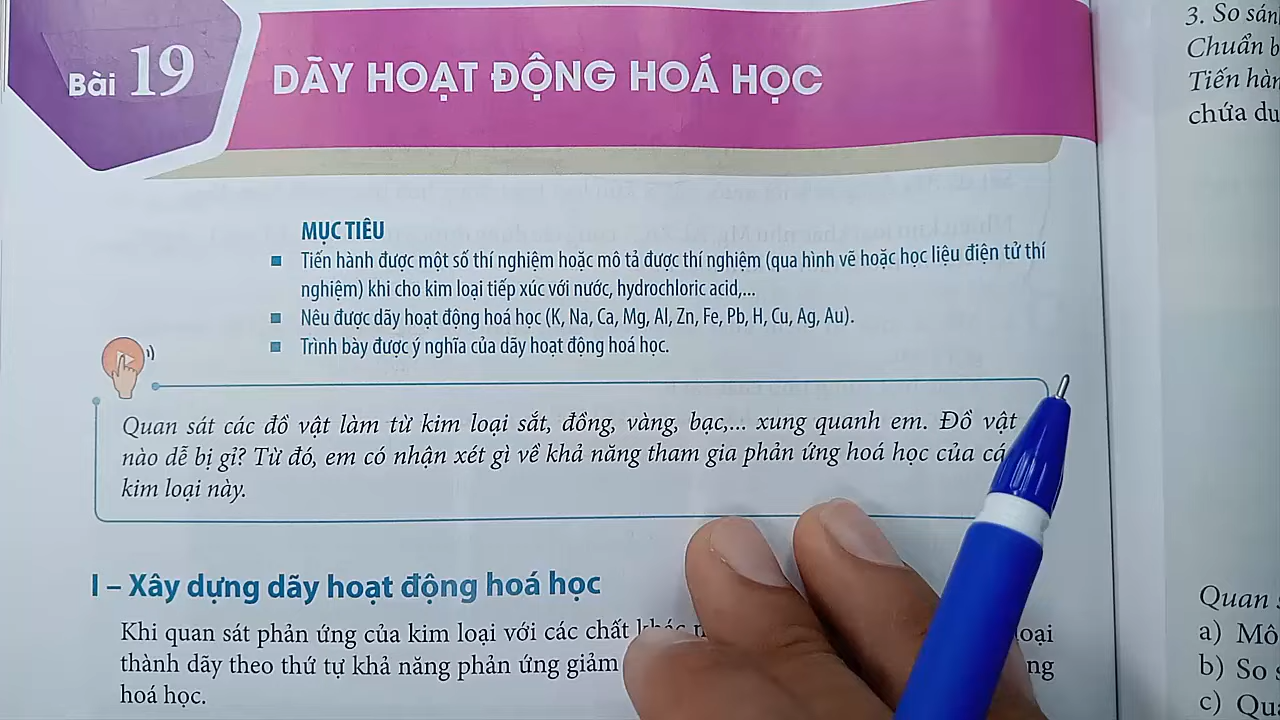 Bài 19
DÃY HOẠT ĐỘNG HOÁ HỌC
MỤC TIÊU
Tiến hành được một số thí nghiệm hoặc mô tả được thí nghiệm (qua hình vẽ hoặc học liệu điện tử thí
nghiệm) khi cho kim loại tiếp xúc với nước, hydrochloric acid,...
Nêu được dãy hoạt động hoá học (K, Na, Ca, Mg, Al, Zn, Fe, Pb, H, Cu, Ag, Au).
Trình bày được ý nghĩa của dãy hoạt động hoá học.
Quan sát các đồ vật làm từ kim loại sắt, đồng, vàng, bạc,... xung quanh em. Đồ vật
nào dễ bị gỉ? Từ đó, em có nhận xét gì về khả năng tham gia phản ứng hoá học của
kim loại này.
I – Xây dựng dãy hoạt động hoá học
Khi quan sát phản ứng của kim loại với các chất
thành dãy theo thứ tự khả năng phản ứng giảm
hoá học.
3. So
Chuẩn
Tiến
chứa
Quan
a) Mô
b) So
c)